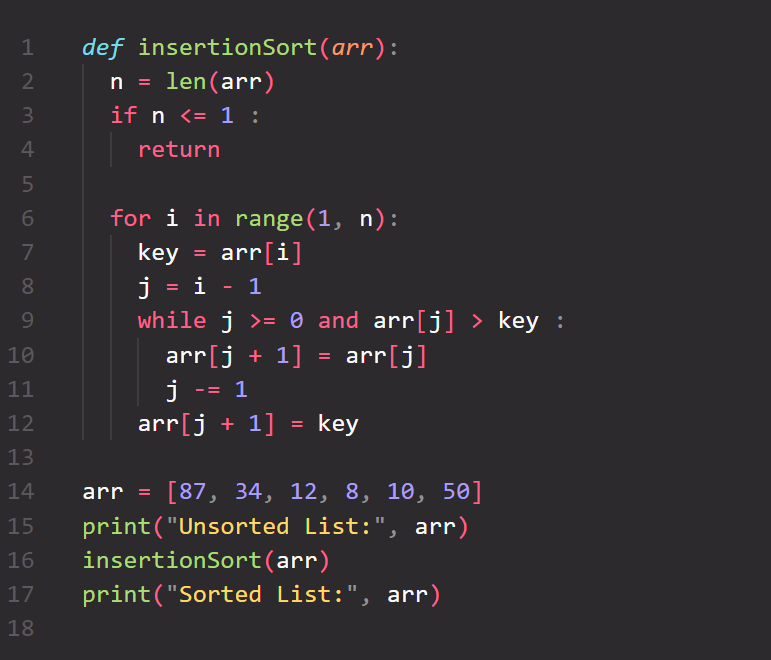 1 def insertionSort(arr):
2   n = len(arr)
3   if n <= 1 :
4     return
5
6   for i in range(1, n):
7     key = arr[i]
8     j = i - 1
9     while j >= 0 and arr[j] > key :
10       arr[j + 1] = arr[j]
11       j -= 1
12     arr[j + 1] = key
13
14 arr = [87, 34, 12, 8, 10, 50]
15 print("Unsorted List:", arr)
16 insertionSort(arr)
17 print("Sorted List:", arr)
18